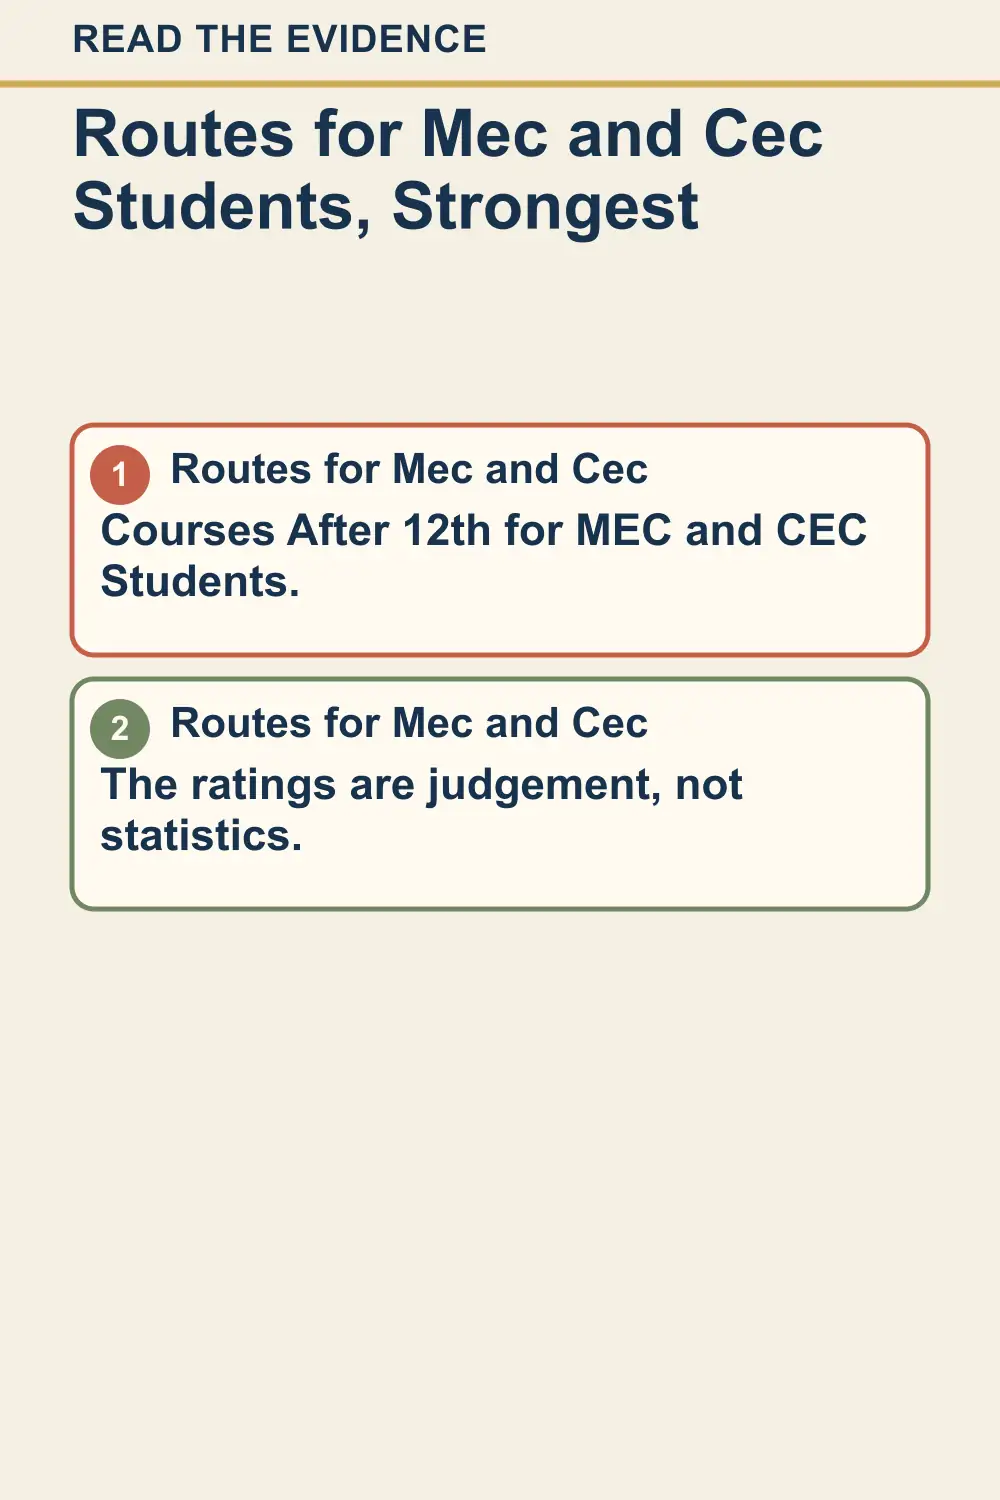 READ THE EVIDENCE
Routes for Mec and Cec
Students, Strongest
1 Routes for Mec and Cec
Courses After 12th for MEC and CEC
Students.
2 Routes for Mec and Cec
The ratings are judgement, not
statistics.